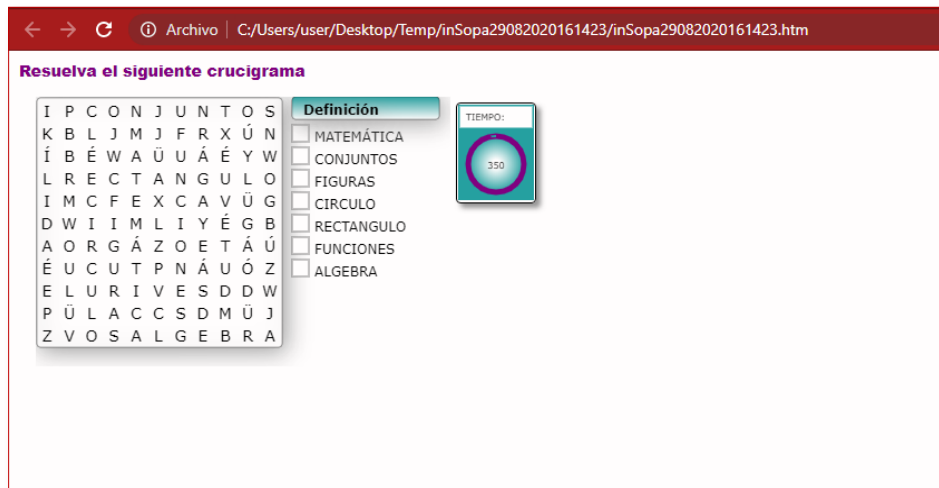 Archivo C:/Users/user/Desktop/Temp/inSopa29082020161423/inSopa29082020161423.htm
Resuelva el siguiente crucigrama
I P C O N J U N T O S
K B L J M J F R X Ú N
Í B É W A Ü U Á É Y W
L R E C T A N G U L O
I M C F E X C A V Ü G
D W I I M L I Y É G B
A O R G Á Z O E T Á Ú
É U C U T P N Á U Ó Z
E L U R I V E S D D W
P Ü L A C C S D M Ü J
Z V O S A L G E B R A
Definición
MATEMÁTICA
CONJUNTOS
FIGURAS
CIRCULO
RECTANGULO
FUNCIONES
ALGEBRA
TIEMPO:
350